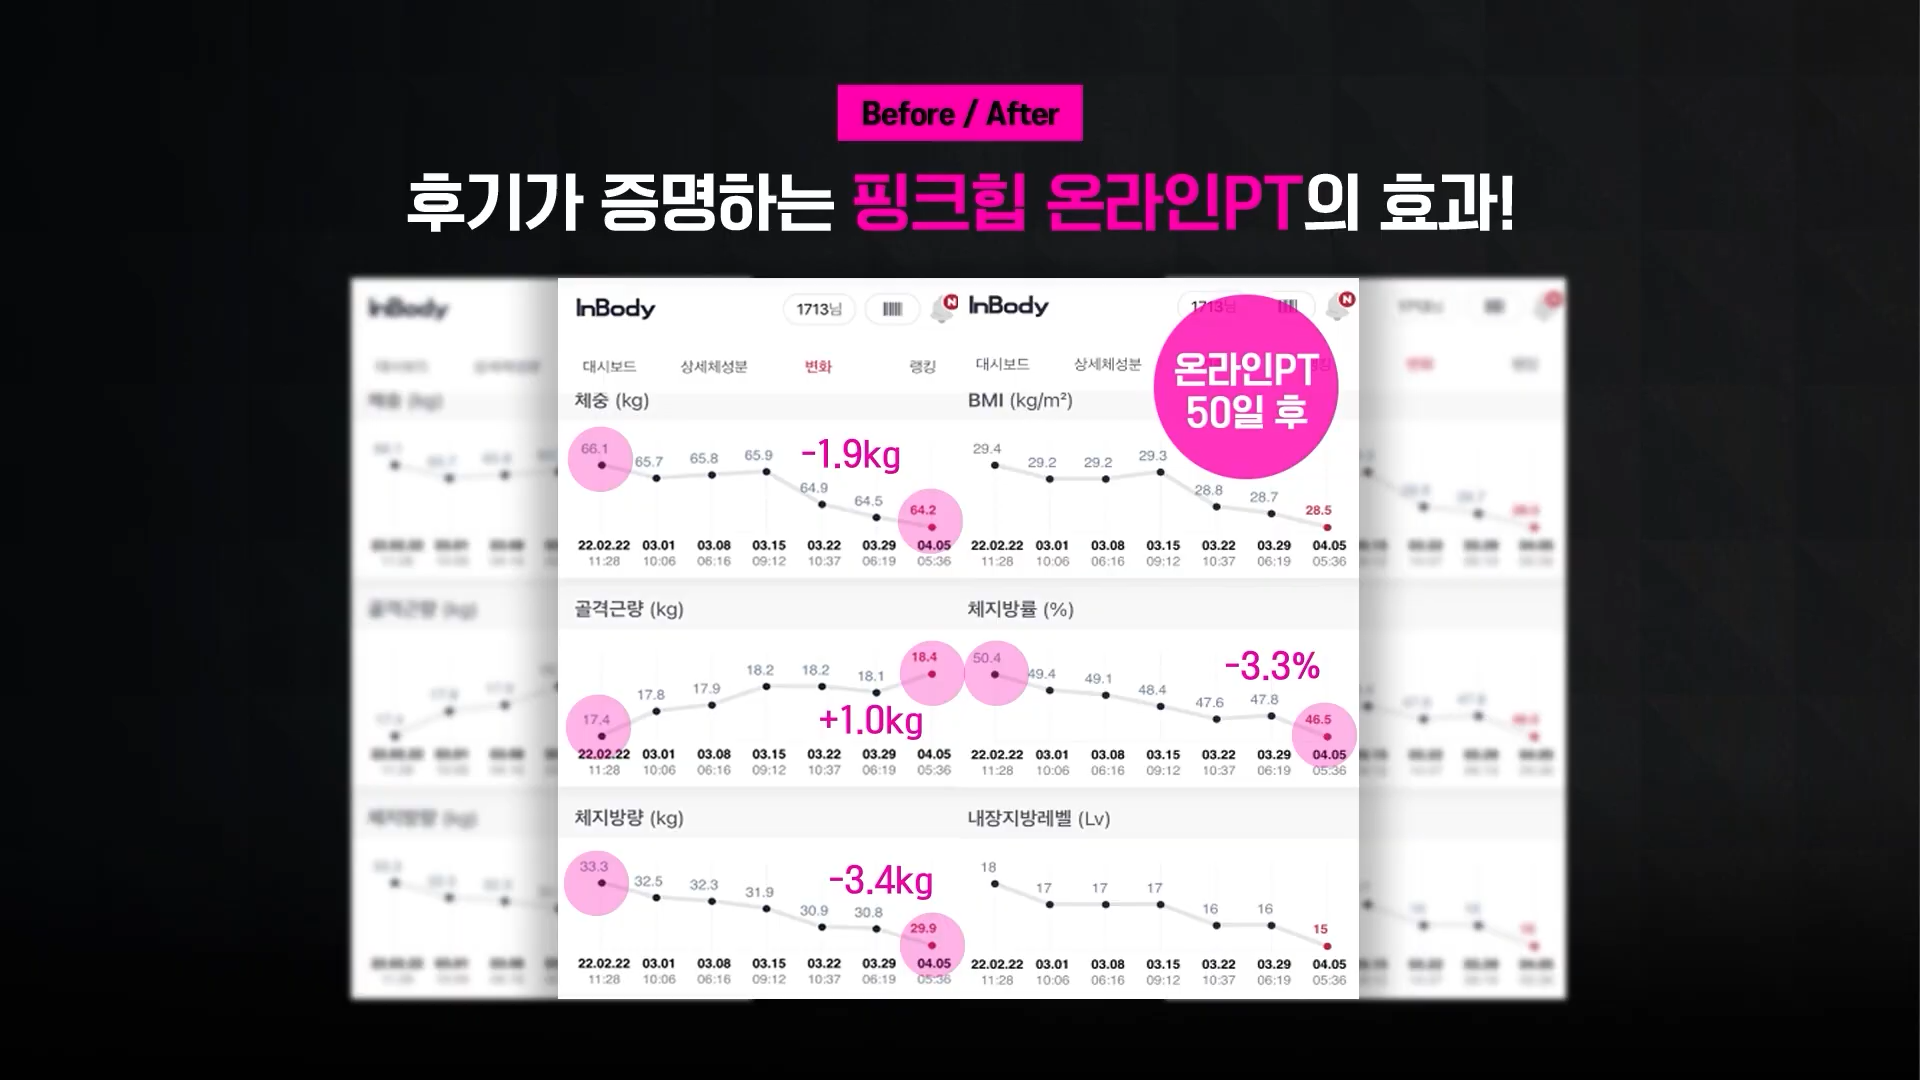 Before / After
후기가 증명하는 핑크힙 온라인PT의 효과!
InBody
1713님
N
대시보드 상세체성분 변화 랭킹
체중 (kg)
66.1 65.7 65.8 65.9 64.9 64.5 64.2
-1.9kg
22.02.22 03.01 03.08 03.15 03.22 03.29 04.05
11:28 10:06 06:16 09:12 10:37 06:19 05:36
골격근량 (kg)
17.4 17.8 17.9 18.2 18.2 18.1 18.4
+1.0kg
22.02.22 03.01 03.08 03.15 03.22 03.29 04.05
11:28 10:06 06:16 09:12 10:37 06:19 05:36
체지방량 (kg)
33.3 32.5 32.3 31.9 30.9 30.8 29.9
-3.4kg
22.02.22 03.01 03.08 03.15 03.22 03.29 04.05
11:28 10:06 06:16 09:12 10:37 06:19 05:36
InBody
1713님
N
대시보드 상세체성분
온라인PT
50일 후
BMI (kg/m²)
29.4 29.2 29.2 29.3 28.8 28.7 28.5
22.02.22 03.01 03.08 03.15 03.22 03.29 04.05
11:28 10:06 06:16 09:12 10:37 06:19 05:36
체지방률 (%)
50.4 49.4 49.1 48.4 47.6 47.8 46.5
-3.3%
22.02.22 03.01 03.08 03.15 03.22 03.29 04.05
11:28 10:06 06:16 09:12 10:37 06:19 05:36
내장지방레벨 (Lv)
18 17 17 17 16 16 15
22.02.22 03.01 03.08 03.15 03.22 03.29 04.05
11:28 10:06 06:16 09:12 10:37 06:19 05:36